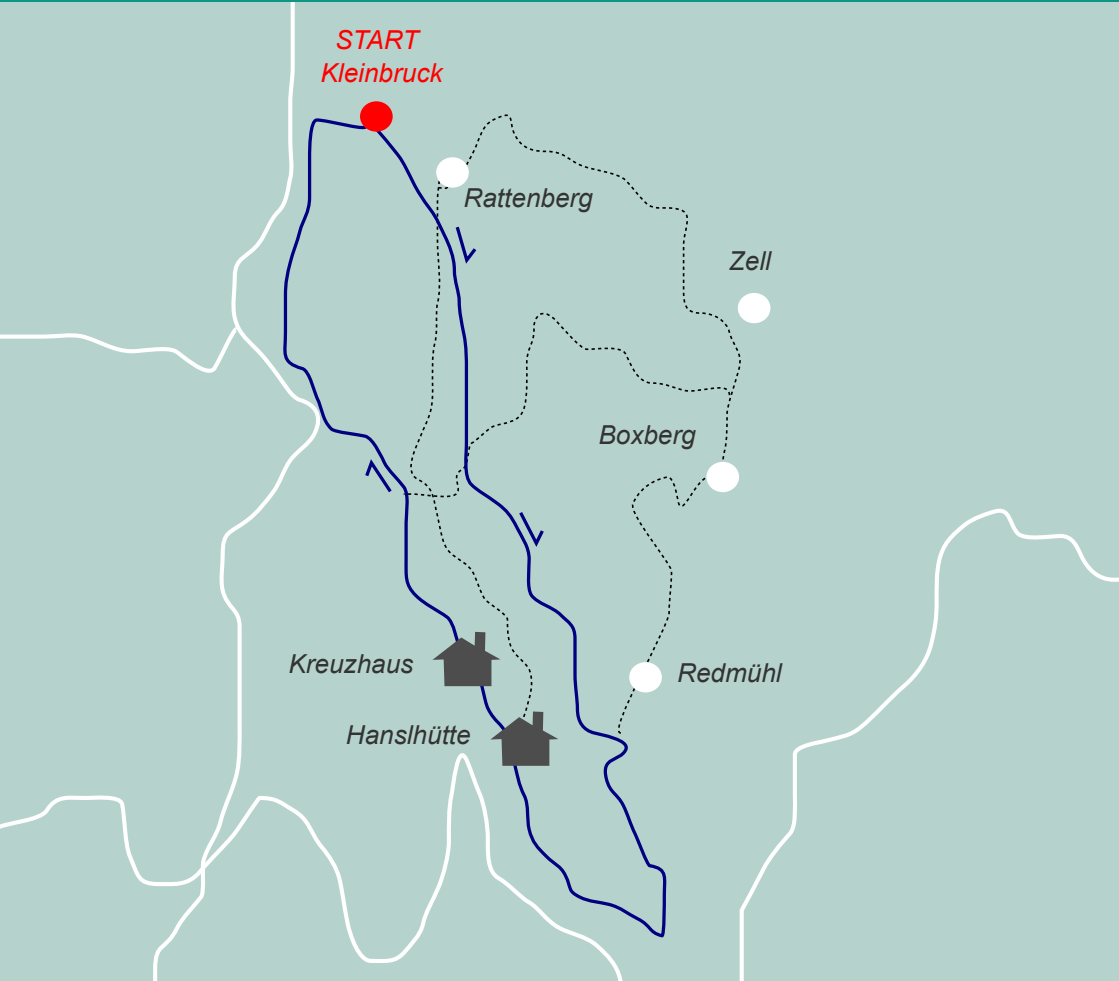 START
Kleinbruck
Rattenberg
Zell
Boxberg
Kreuzhaus
Redmühl
Hanslhütte